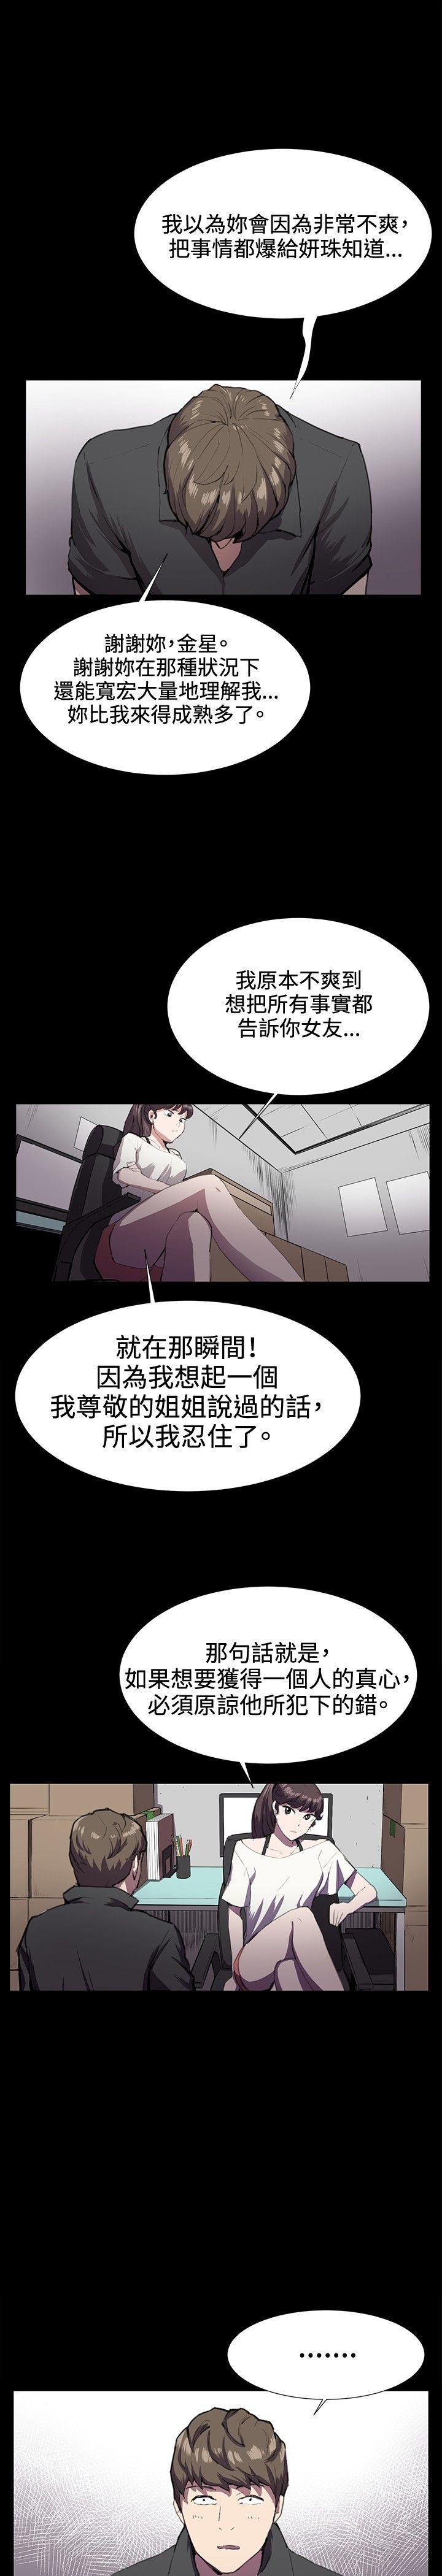 我以為妳會因為非常不爽，
把事情都爆給妍珠知道...
謝謝妳，金星。
謝謝妳在那種狀況下
還能寬宏大量地理解我...
妳比我來得成熟多了。
我原本不爽到
想把所有事實都
告訴你女友...
就在那瞬間！
因為我想起一個
我尊敬的姐姐說過的話，
所以我忍住了。
那句話就是，
如果想要獲得一個人的真心，
必須原諒他所犯下的錯。
.......